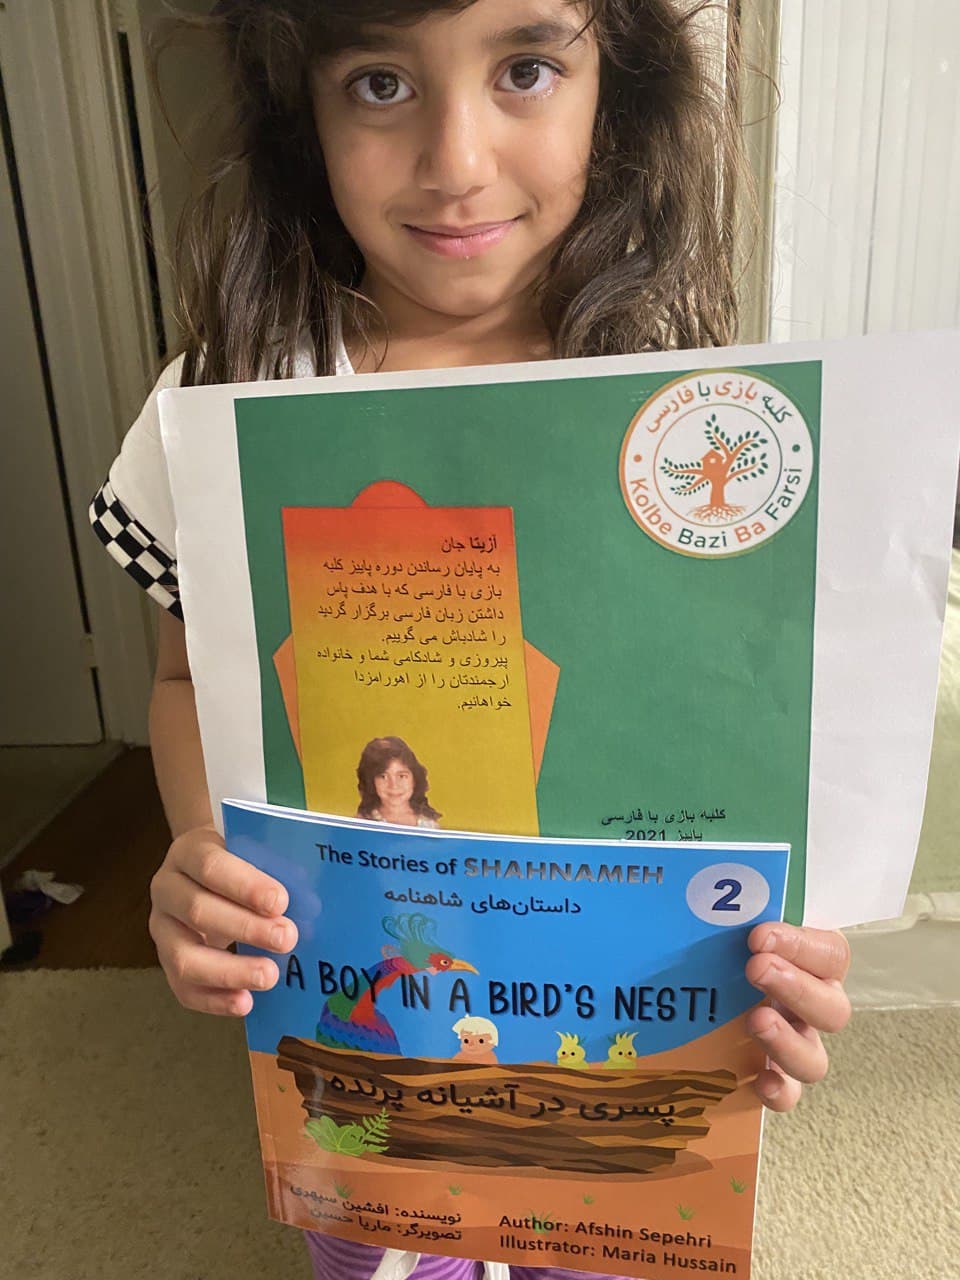 کلبه بازی با فارسی
Kolbe Bazi Ba Farsi
آزیتا جان
به پایان رساندن دوره پاییز کلبه
بازی با فارسی که با هدف پاس
داشتن زبان فارسی برگزار گردید
را شادباش می گوییم.
پیروزی و شادکامی شما و خانواده
ارجمندتان را از اهورامزدا
خواهانیم.
کلبه بازی با فارسی
پاییز 2021
The Stories of SHAHNAMEH
2
داستان‌های شاهنامه
A BOY IN A BIRD'S NEST!
پسری در آشیانه پرنده
نویسنده: افشین سپهری
تصویرگر: ماریا حسین
Author: Afshin Sepehri
Illustrator: Maria Hussain